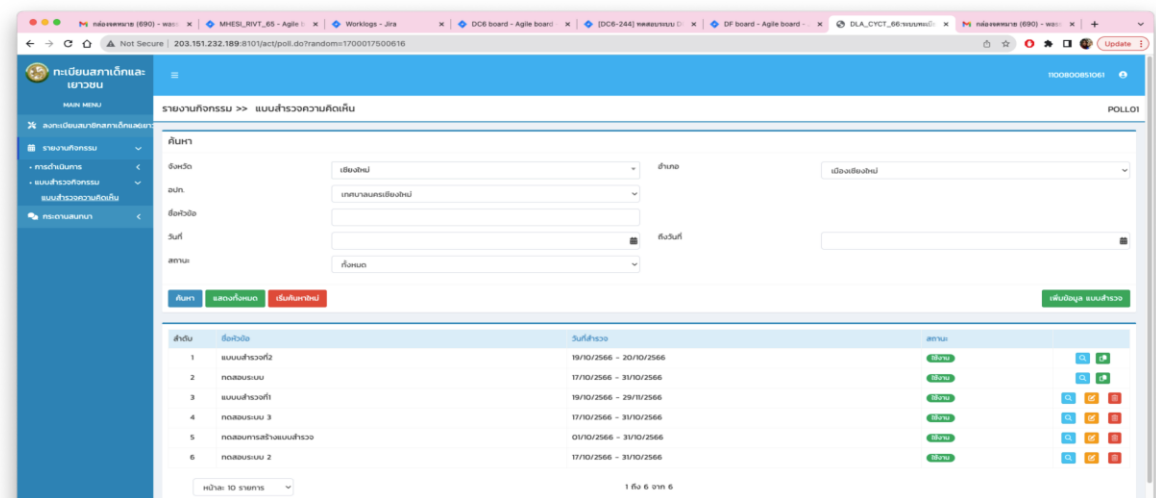 กล่องจดหมาย (690) - wass
MHESI_RIVT_65 - Agile b
Worklogs - Jira
DC6 board - Agile board
[DC6-244] ทดสอบระบบ D
DF board - Agile board -
DLA_CYCT_66:ระบบทะเบี
กล่องจดหมาย (690) - wass
Not Secure | 203.151.232.189:8101/act/poll.do?random=1700017500616
Update
ทะเบียนสภาเด็กและ
เยาวชน
1100800851061
MAIN MENU
รายงานกิจกรรม >> แบบสำรวจความคิดเห็น
POLL01
ลงทะเบียนสมาชิกสภาเด็กและเยาว
รายงานกิจกรรม
- การดำเนินการ
- แบบสำรวจกิจกรรม
แบบสำรวจความคิดเห็น
กระดานสนทนา
ค้นหา
จังหวัด เชียงใหม่ อำเภอ เมืองเชียงใหม่
อปท. เทศบาลนครเชียงใหม่
ชื่อหัวข้อ
วันที่ ถึงวันที่
สถานะ ทั้งหมด
ค้นหา แสดงทั้งหมด เริ่มค้นหาใหม่ เพิ่มข้อมูล แบบสำรวจ
ลำดับ ชื่อหัวข้อ วันที่สำรวจ สถานะ
1 แบบบสำรวจที่2 19/10/2566 - 20/10/2566 ใช้งาน
2 ทดสอบระบบ 17/10/2566 - 31/10/2566 ใช้งาน
3 แบบบสำรวจที่1 19/10/2566 - 29/11/2566 ใช้งาน
4 ทดสอบระบบ 3 17/10/2566 - 31/10/2566 ใช้งาน
5 ทดสอบการสร้างแบบสำรวจ 01/10/2566 - 31/10/2566 ใช้งาน
6 ทดสอบระบบ 2 17/10/2566 - 31/10/2566 ใช้งาน
หน้าละ 10 รายการ
1 ถึง 6 จาก 6